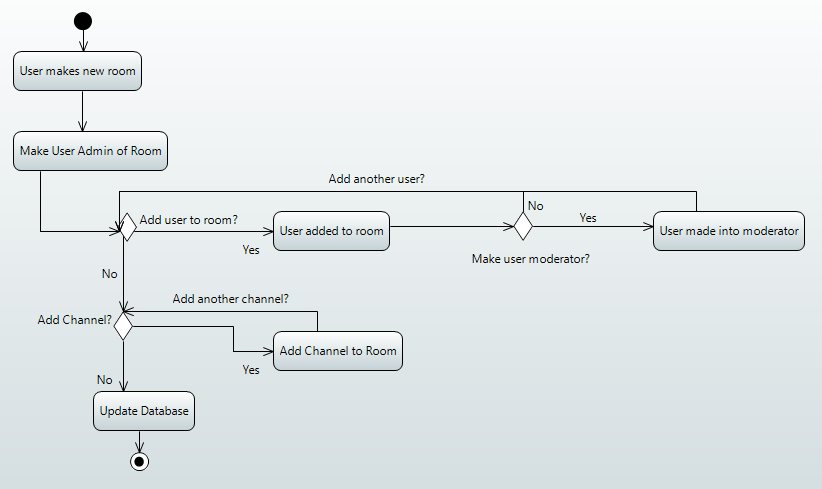 User makes new room
Make User Admin of Room
Add another user?
No
Add user to room?
Yes
User added to room
Yes
User made into moderator
Make user moderator?
No
Add another channel?
Add Channel?
Add Channel to Room
Yes
No
Update Database